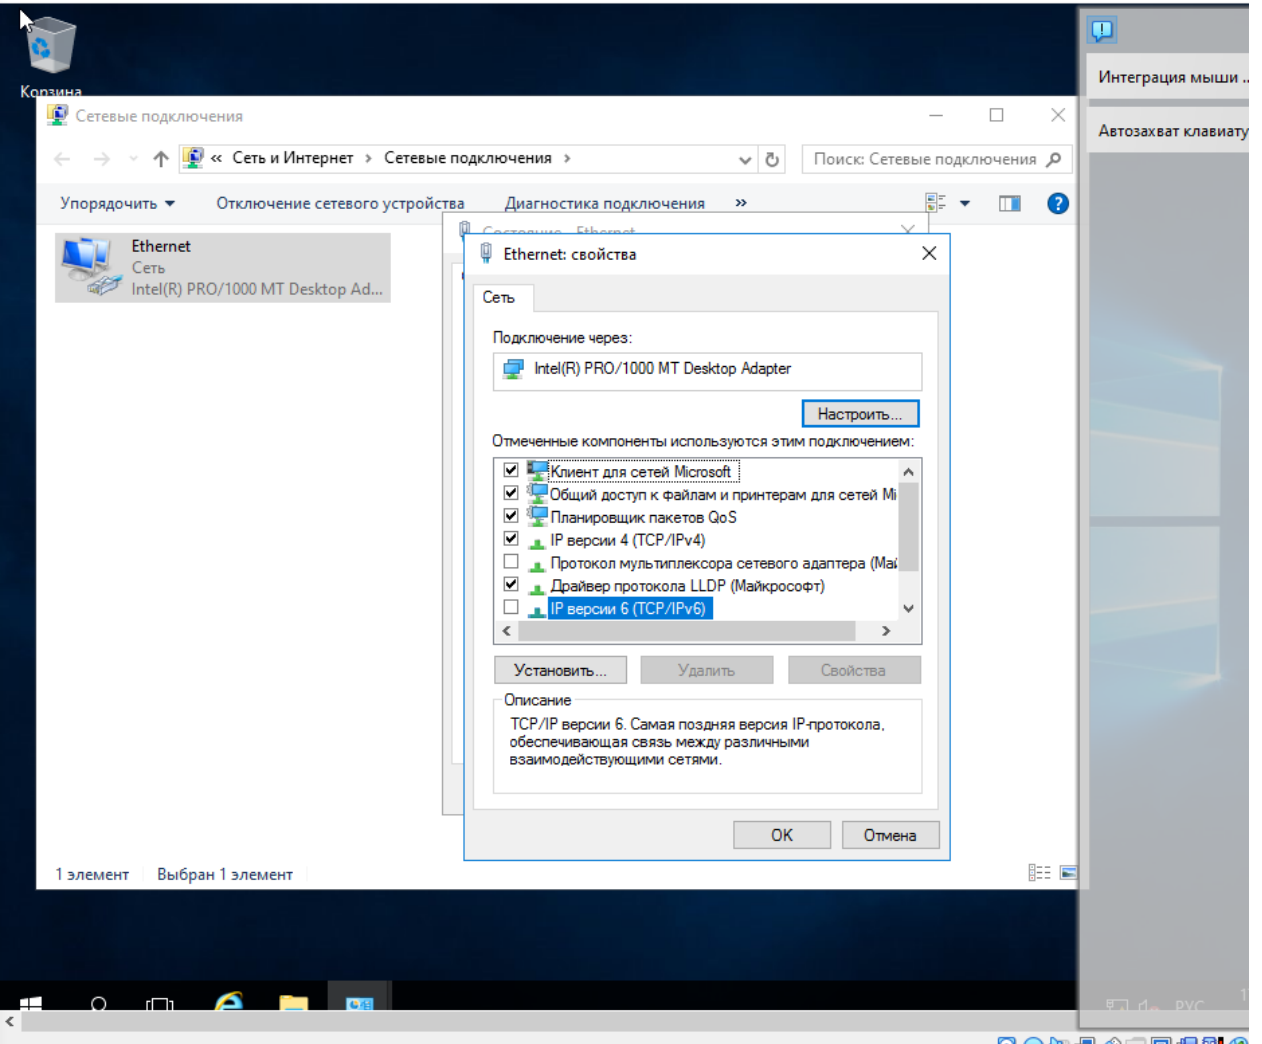 Корзина
Интеграция мыши ..
Автозахват клавиату
Сетевые подключения
« Сеть и Интернет › Сетевые подключения ›
Поиск: Сетевые подключения
Упорядочить
Отключение сетевого устройства
Диагностика подключения
»
Ethernet
Сеть
Intel(R) PRO/1000 MT Desktop Ad...
Состояние - Ethernet
Ethernet: свойства
Сеть
Подключение через:
Intel(R) PRO/1000 MT Desktop Adapter
Настроить...
Отмеченные компоненты используются этим подключением:
Клиент для сетей Microsoft
Общий доступ к файлам и принтерам для сетей Mi
Планировщик пакетов QoS
IP версии 4 (TCP/IPv4)
Протокол мультиплексора сетевого адаптера (Май
Драйвер протокола LLDP (Майкрософт)
IP версии 6 (TCP/IPv6)
Установить...
Удалить
Свойства
Описание
TCP/IP версии 6. Самая поздняя версия IP-протокола,
обеспечивающая связь между различными
взаимодействующими сетями.
OK
Отмена
1 элемент
Выбран 1 элемент
РУС